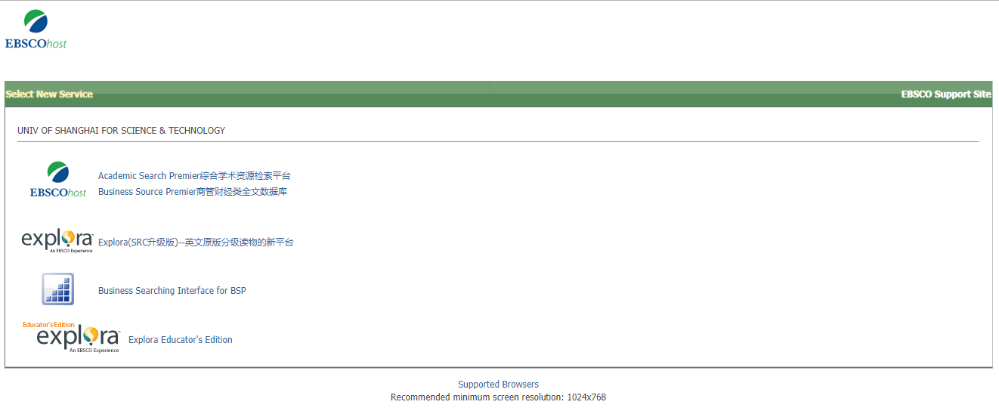 EBSCOhost
Select New Service
EBSCO Support Site
UNIV OF SHANGHAI FOR SCIENCE & TECHNOLOGY
EBSCOhost
Academic Search Premier综合学术资源检索平台
Business Source Premier商管财经类全文数据库
explora
An EBSCO Experience
Explora(SRC升级版)--英文原版分级读物的新平台
Business Searching Interface for BSP
Educator's Edition
explora
An EBSCO Experience
Explora Educator's Edition
Supported Browsers
Recommended minimum screen resolution: 1024x768